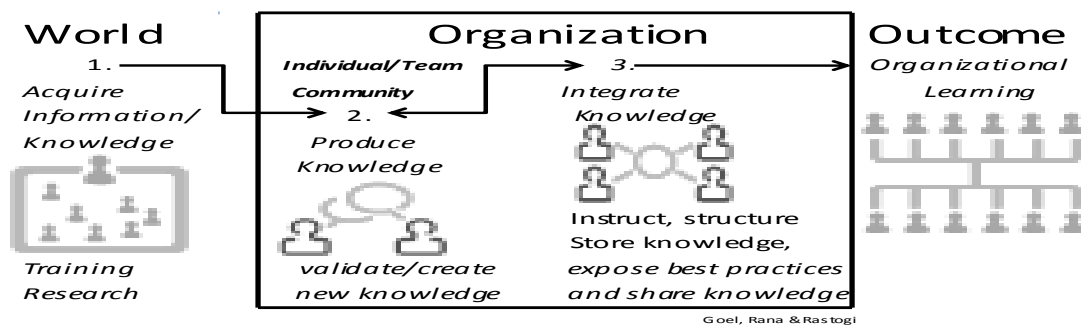 World
1.
Acquire
Information/
Knowledge
Training
Research
Organization
Individual/Team
Community
2.
Produce
Knowledge
validate/create
new knowledge
3.
Integrate
Knowledge
Instruct, structure
Store knowledge,
expose best practices
and share knowledge
Outcome
Organizational
Learning
Goel, Rana & Rastogi